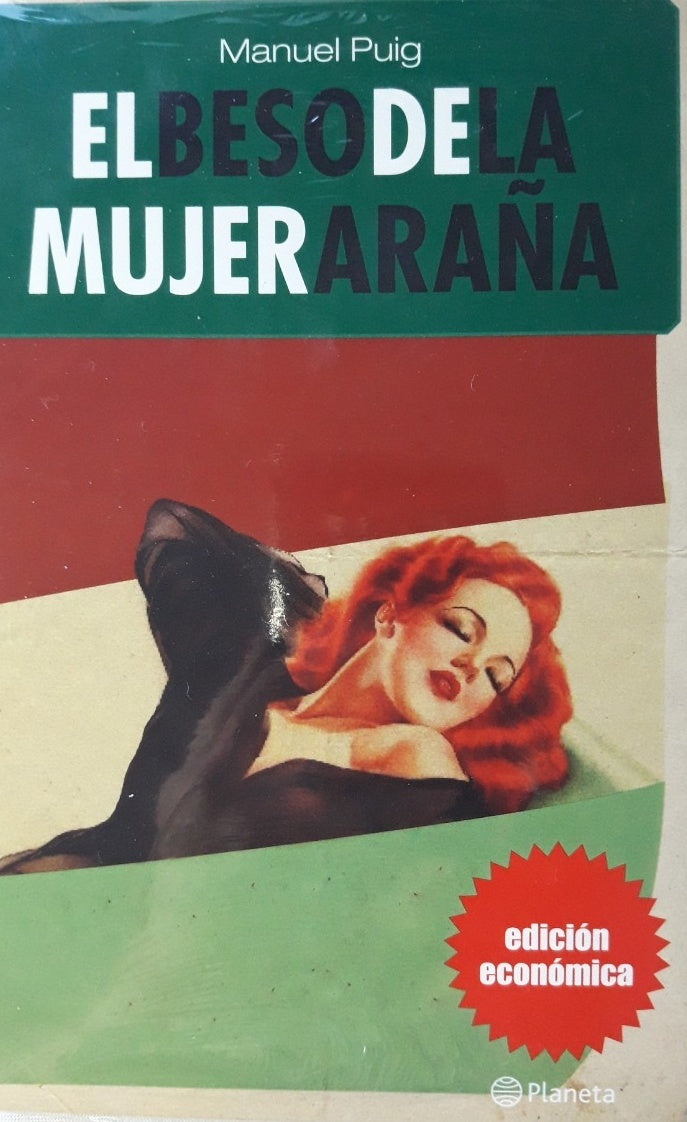 Manuel Puig
ELBESODELA
MUJERARAÑA
edición
económica
Planeta